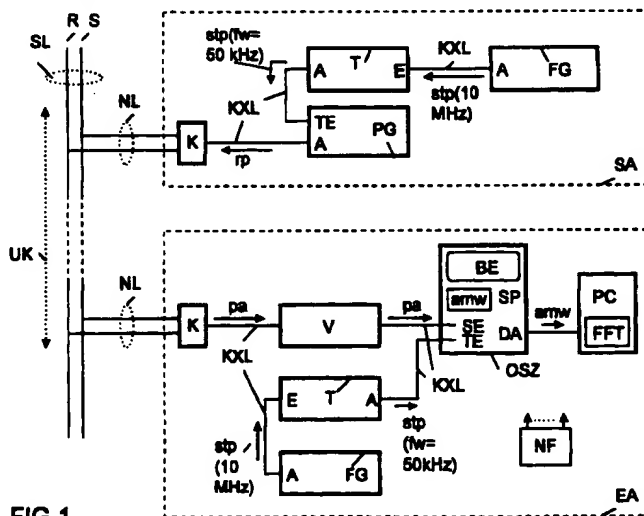 R S
SL
NL
UK
NL
stp(fw=
50 kHz)
A T E
KXL
A FG
stp(10
MHz)
KXL
TE
A PG
K
rp
SA
K
pa
V
pa
KXL
BE
amw SP
SE DA
TE
OSZ
amw
PC
FFT
KXL
KXL
E T A
stp
(10
MHz)
stp
(fw=
50kHz)
A FG
NF
EA
FIG 1